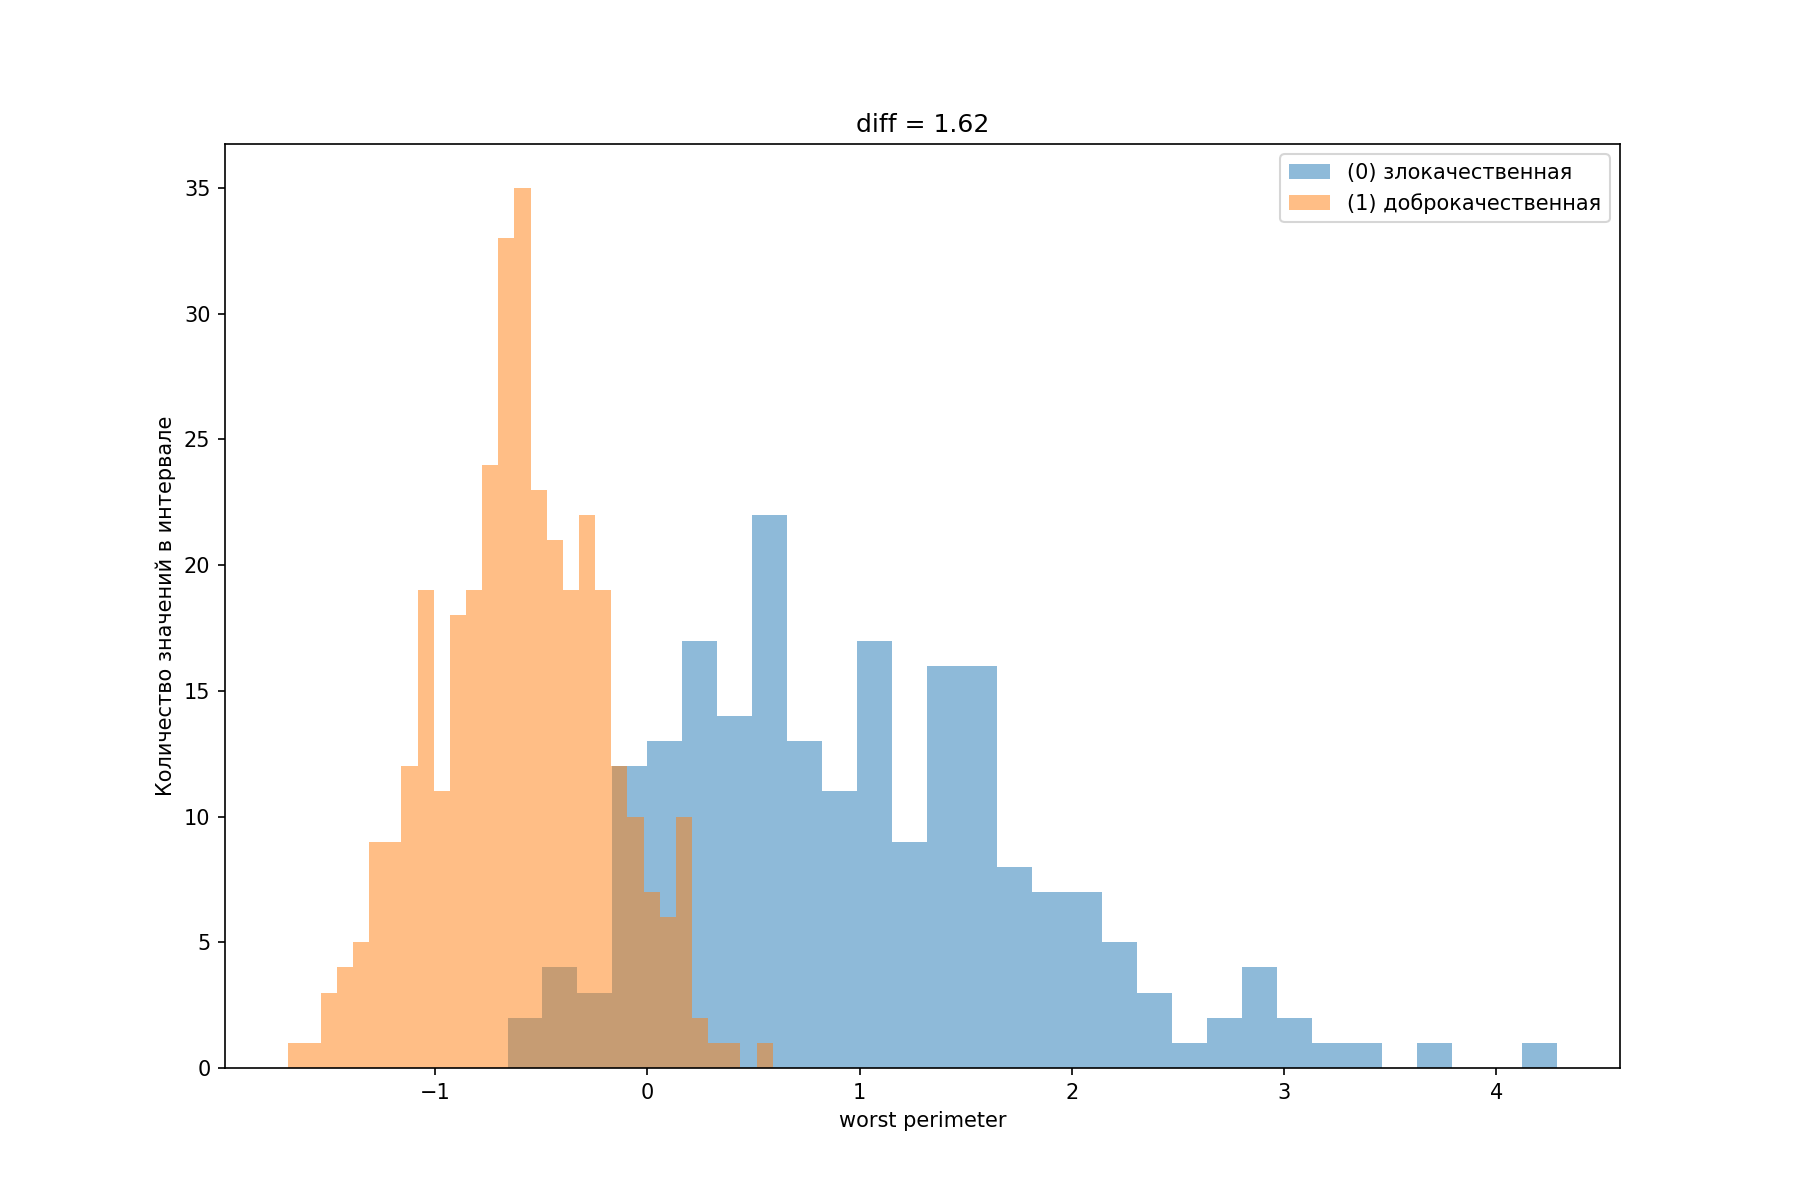 diff = 1.62
(0) злокачественная
(1) доброкачественная
Количество значений в интервале
35
30
25
20
15
10
5
0
−1 0 1 2 3 4
worst perimeter